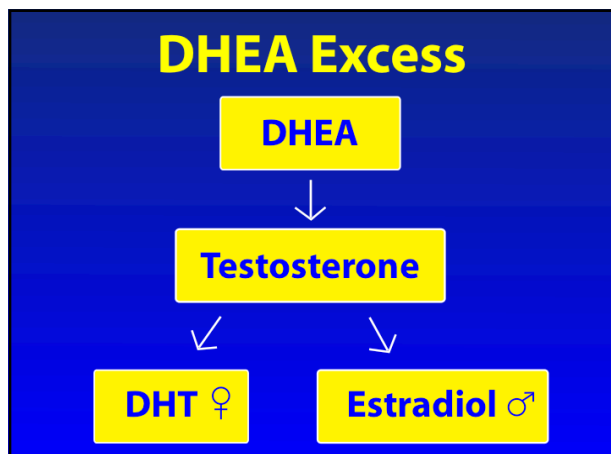 DHEA Excess
DHEA
Testosterone
DHT ♀
Estradiol ♂